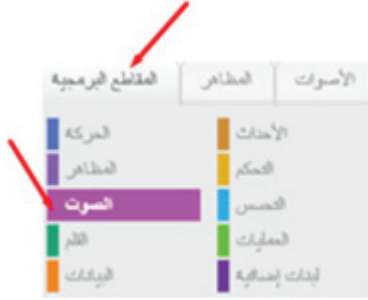 الأصوات المظاهر المقاطع البرمجية
الأحداث الحركة
التحكم المظاهر
التحسس الصوت
العمليات القلم
لبنات إضافية البيانات